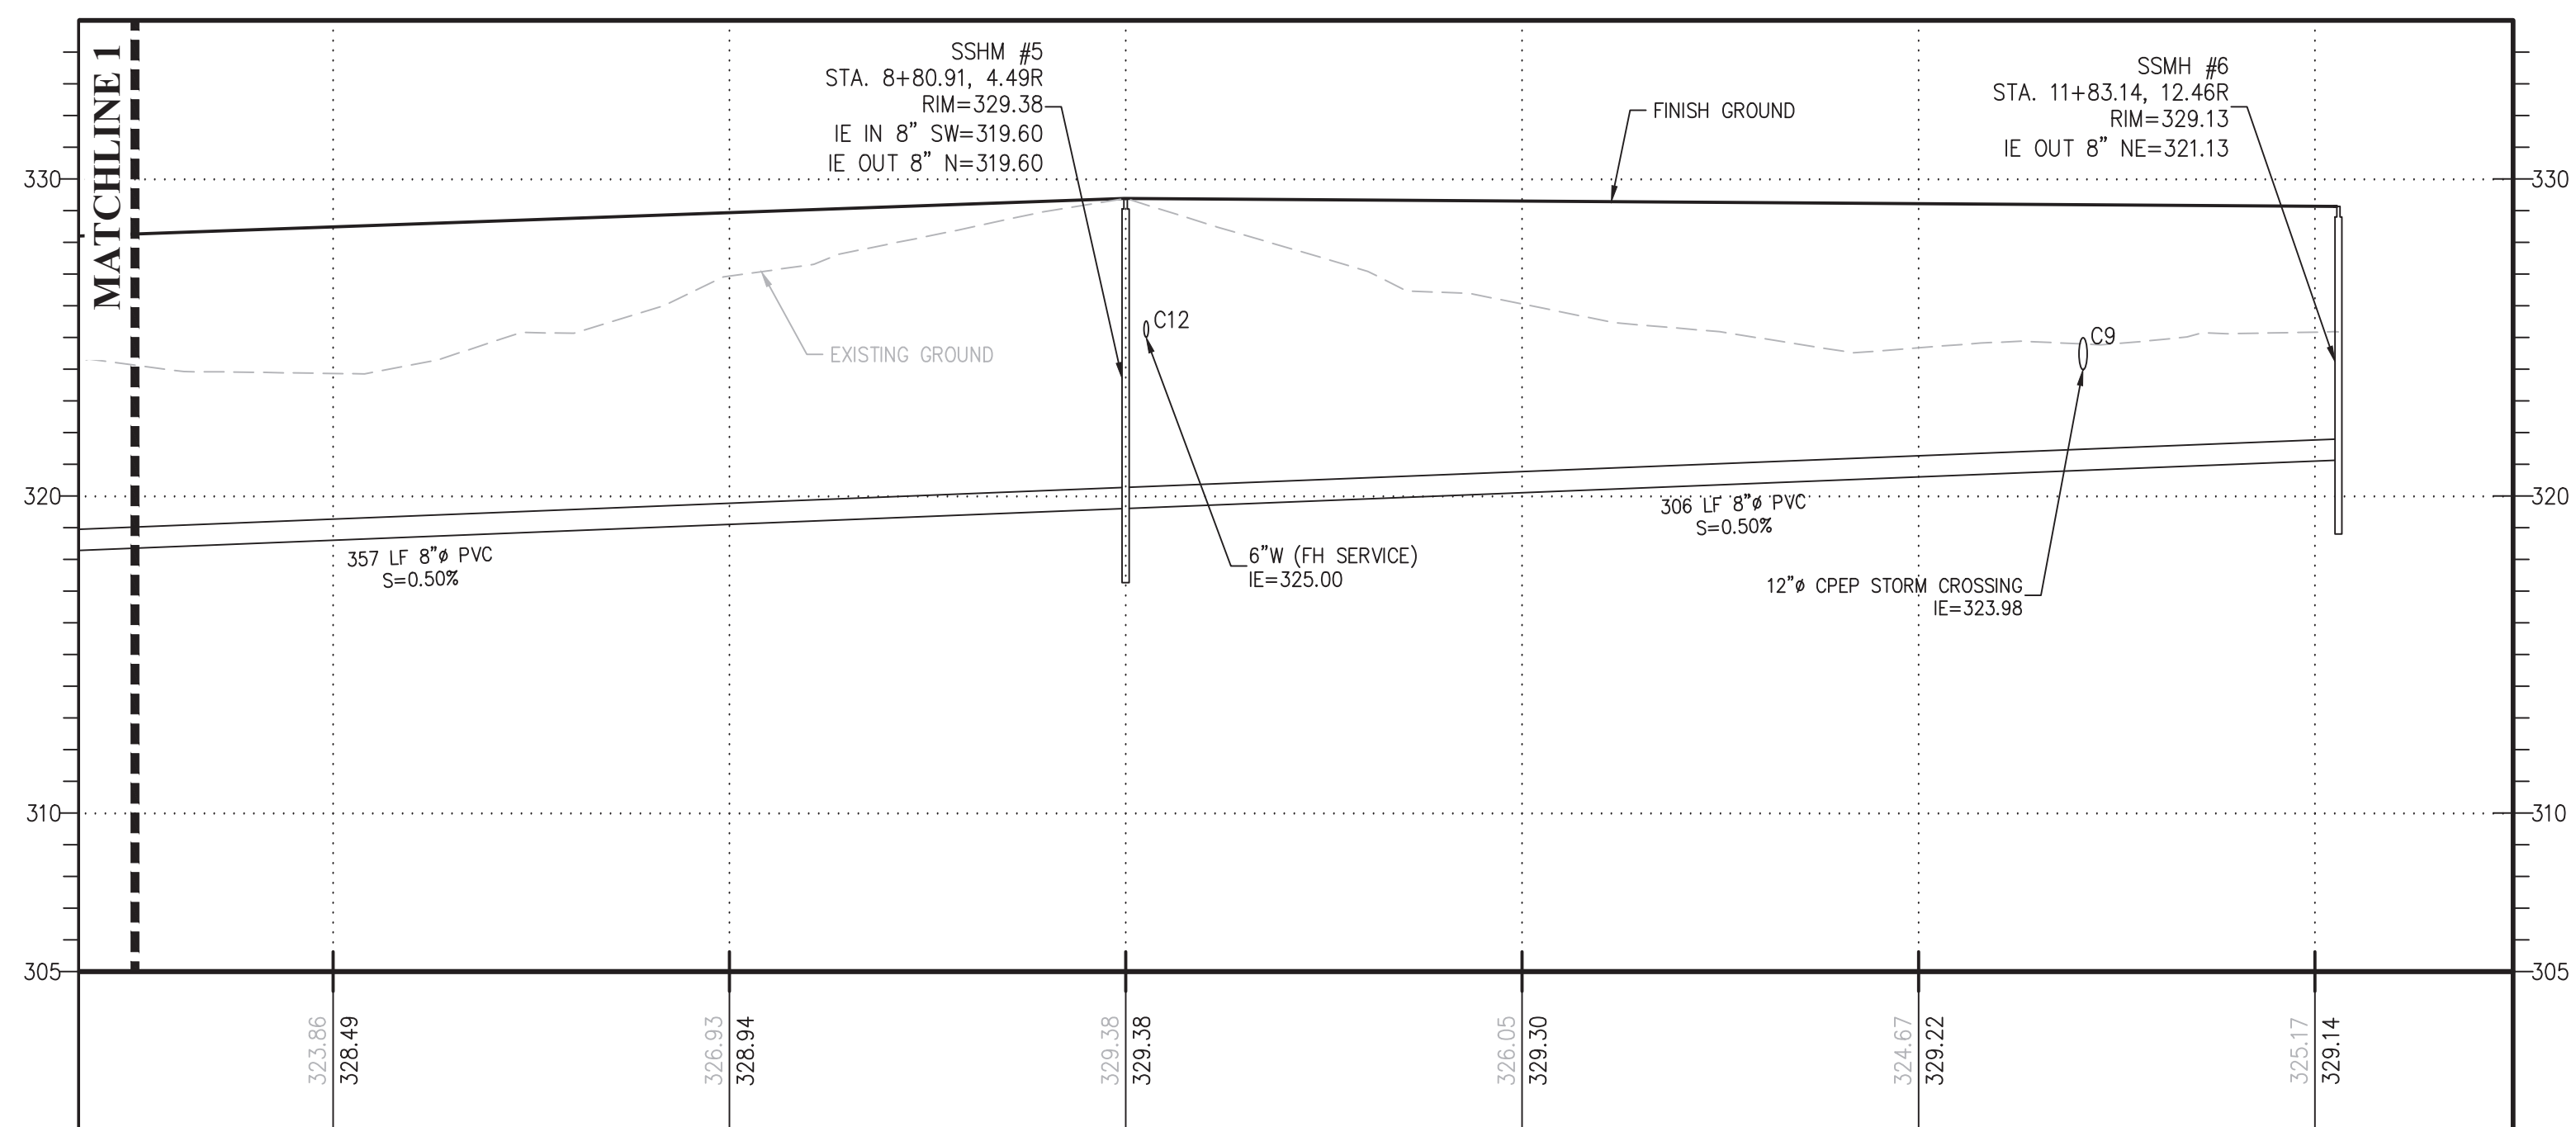 MATCHLINE 1
SSHM #5
STA. 8+80.91, 4.49R
RIM=329.38
IE IN 8” SW=319.60
IE OUT 8” N=319.60
FINISH GROUND
SSMH #6
STA. 11+83.14, 12.46R
RIM=329.13
IE OUT 8” NE=321.13
330
330
C12
C9
EXISTING GROUND
320
320
306 LF 8”ø PVC
S=0.50%
357 LF 8”ø PVC
S=0.50%
6”W (FH SERVICE)
IE=325.00
12”ø CPEP STORM CROSSING
IE=323.98
310
310
305
305
323.86
328.49
326.93
328.94
329.38
329.38
326.05
329.30
324.67
329.22
325.17
329.14